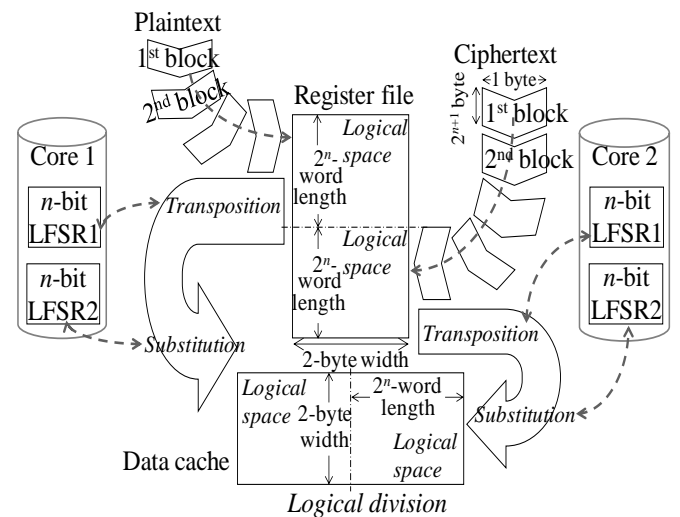 Plaintext
1st block
2nd block
Ciphertext
1 byte
2n+1 byte
1st block
2nd block
Register file
Logical
space
2n-
word
length
Logical
space
2n-
word
length
2-byte width
Core 1
n-bit
LFSR1
n-bit
LFSR2
Transposition
Substitution
Core 2
n-bit
LFSR1
n-bit
LFSR2
Transposition
Substitution
Logical
space
2-byte
width
2n-word
length
Logical
space
Data cache
Logical division